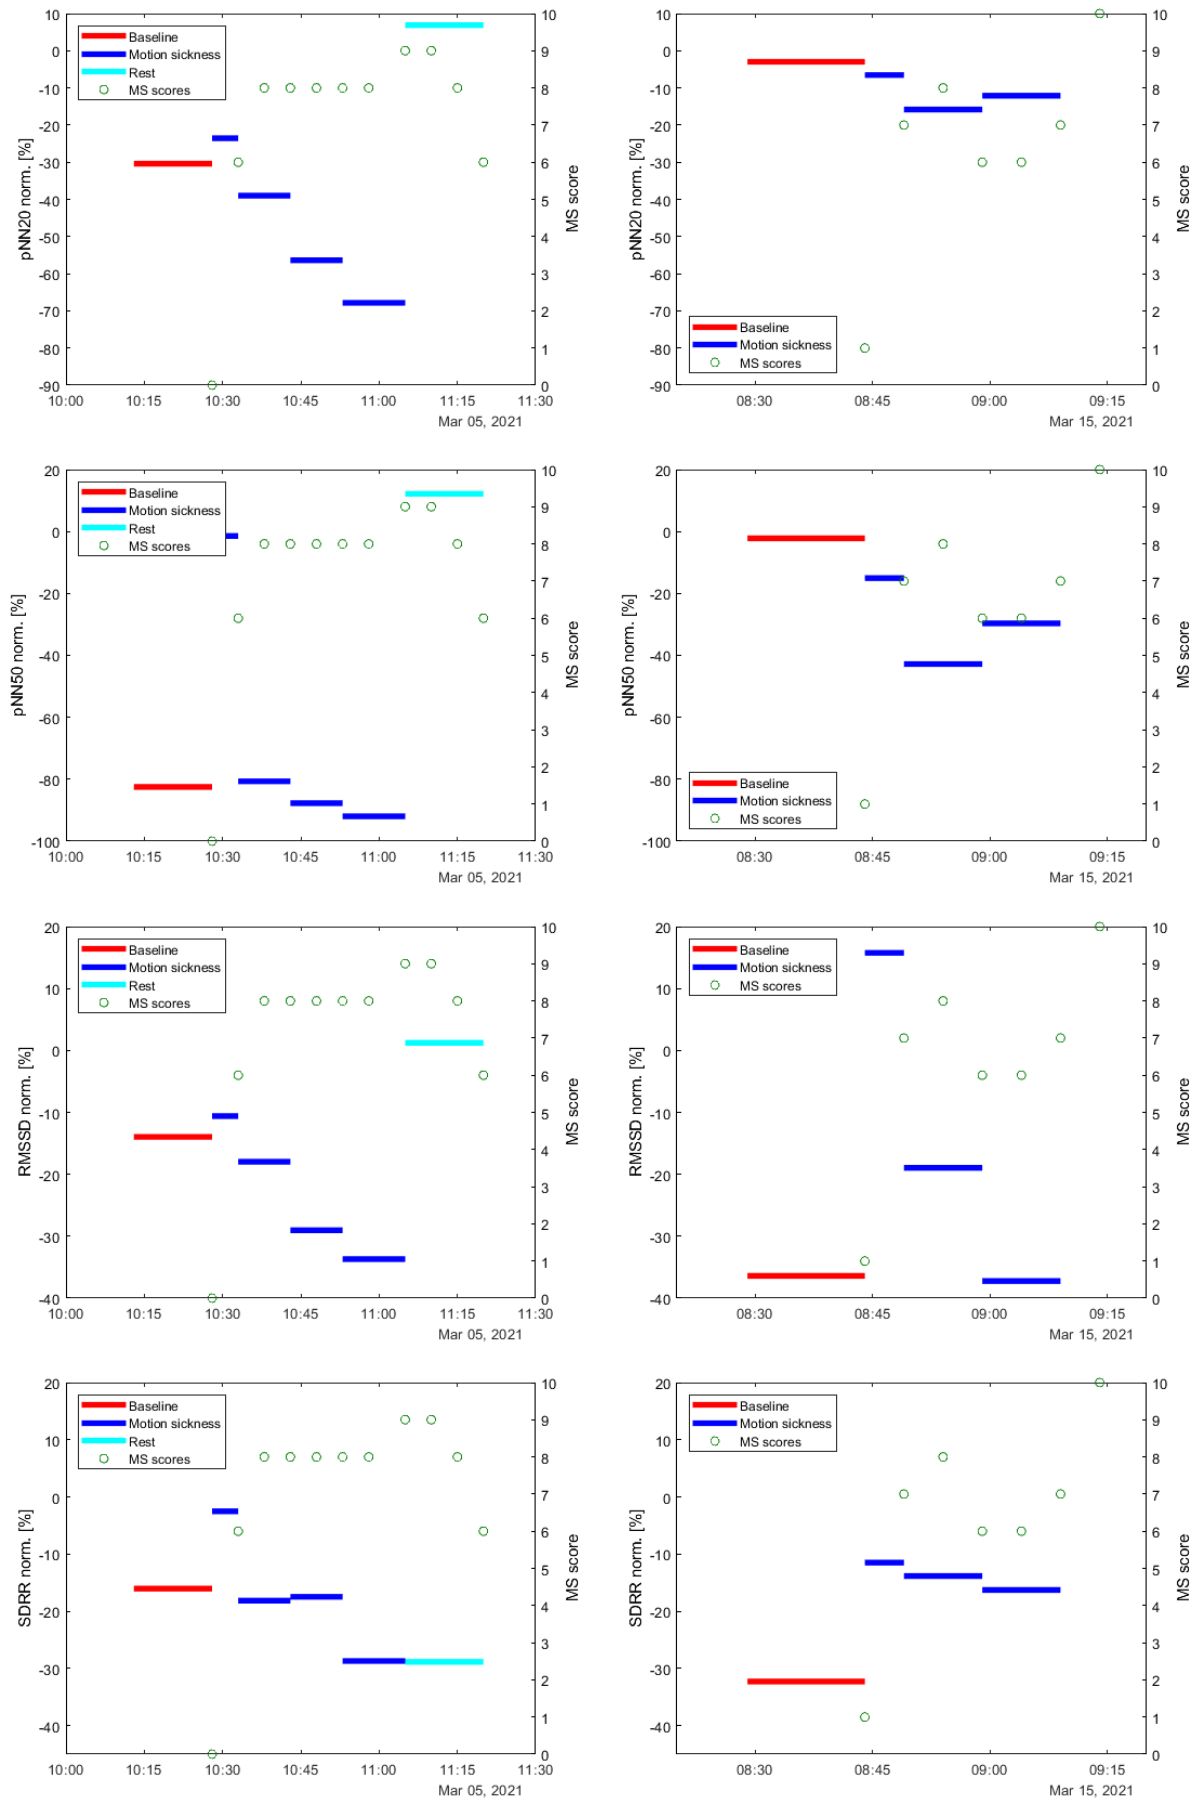 10
0
-10
-20
-30
-40
-50
-60
-70
-80
-90
pNN20 norm. [%]
Baseline
Motion sickness
Rest
MS scores
10
9
8
7
6
5
4
3
2
1
0
MS score
10:00 10:15 10:30 10:45 11:00 11:15 11:30
Mar 05, 2021
10
0
-10
-20
-30
-40
-50
-60
-70
-80
-90
pNN20 norm. [%]
Baseline
Motion sickness
MS scores
10
9
8
7
6
5
4
3
2
1
0
MS score
08:30 08:45 09:00 09:15
Mar 15, 2021
20
0
-20
-40
-60
-80
-100
pNN50 norm. [%]
Baseline
Motion sickness
Rest
MS scores
10
9
8
7
6
5
4
3
2
1
0
MS score
10:00 10:15 10:30 10:45 11:00 11:15 11:30
Mar 05, 2021
20
0
-20
-40
-60
-80
-100
pNN50 norm. [%]
Baseline
Motion sickness
MS scores
10
9
8
7
6
5
4
3
2
1
0
MS score
08:30 08:45 09:00 09:15
Mar 15, 2021
20
10
0
-10
-20
-30
-40
RMSSD norm. [%]
Baseline
Motion sickness
Rest
MS scores
10
9
8
7
6
5
4
3
2
1
0
MS score
10:00 10:15 10:30 10:45 11:00 11:15 11:30
Mar 05, 2021
20
10
0
-10
-20
-30
-40
RMSSD norm. [%]
Baseline
Motion sickness
MS scores
10
9
8
7
6
5
4
3
2
1
0
MS score
08:30 08:45 09:00 09:15
Mar 15, 2021
20
10
0
-10
-20
-30
-40
SDRR norm. [%]
Baseline
Motion sickness
Rest
MS scores
10
9
8
7
6
5
4
3
2
1
0
MS score
10:00 10:15 10:30 10:45 11:00 11:15 11:30
Mar 05, 2021
20
10
0
-10
-20
-30
-40
SDRR norm. [%]
Baseline
Motion sickness
MS scores
10
9
8
7
6
5
4
3
2
1
0
MS score
08:30 08:45 09:00 09:15
Mar 15, 2021